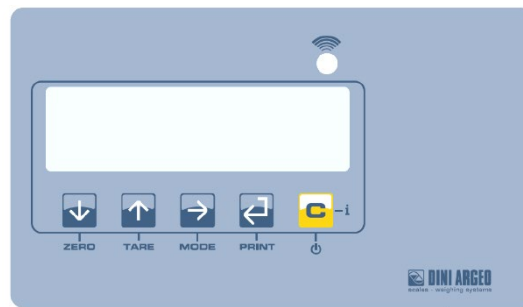 C
i
ZERO TARE MODE PRINT
DINI ARGEO
scales - weighing systems